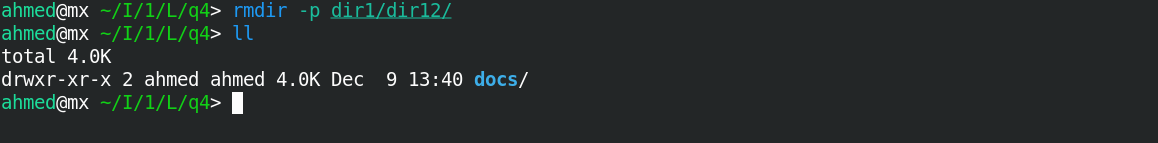 ahmed@mx ~/I/1/L/q4> rmdir -p dir1/dir12/
ahmed@mx ~/I/1/L/q4> ll
total 4.0K
drwxr-xr-x 2 ahmed ahmed 4.0K Dec  9 13:40 docs/
ahmed@mx ~/I/1/L/q4>